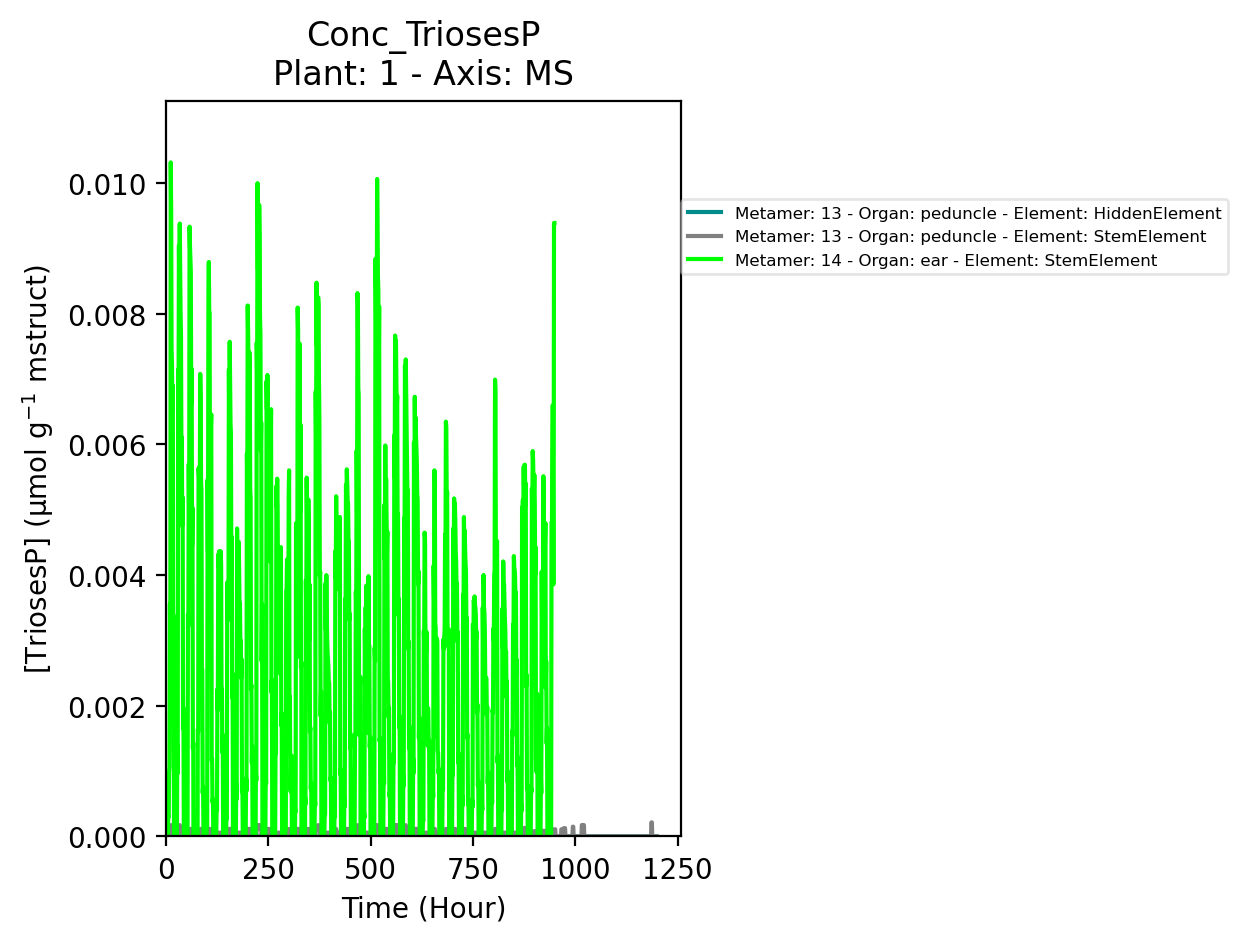 Conc_TriosesP
Plant: 1 - Axis: MS
[TriosesP] (µmol g⁻¹ mstruct)
0.010
0.008
0.006
0.004
0.002
0.000
0 250 500 750 1000 1250
Time (Hour)
Metamer: 13 - Organ: peduncle - Element: HiddenElement
Metamer: 13 - Organ: peduncle - Element: StemElement
Metamer: 14 - Organ: ear - Element: StemElement